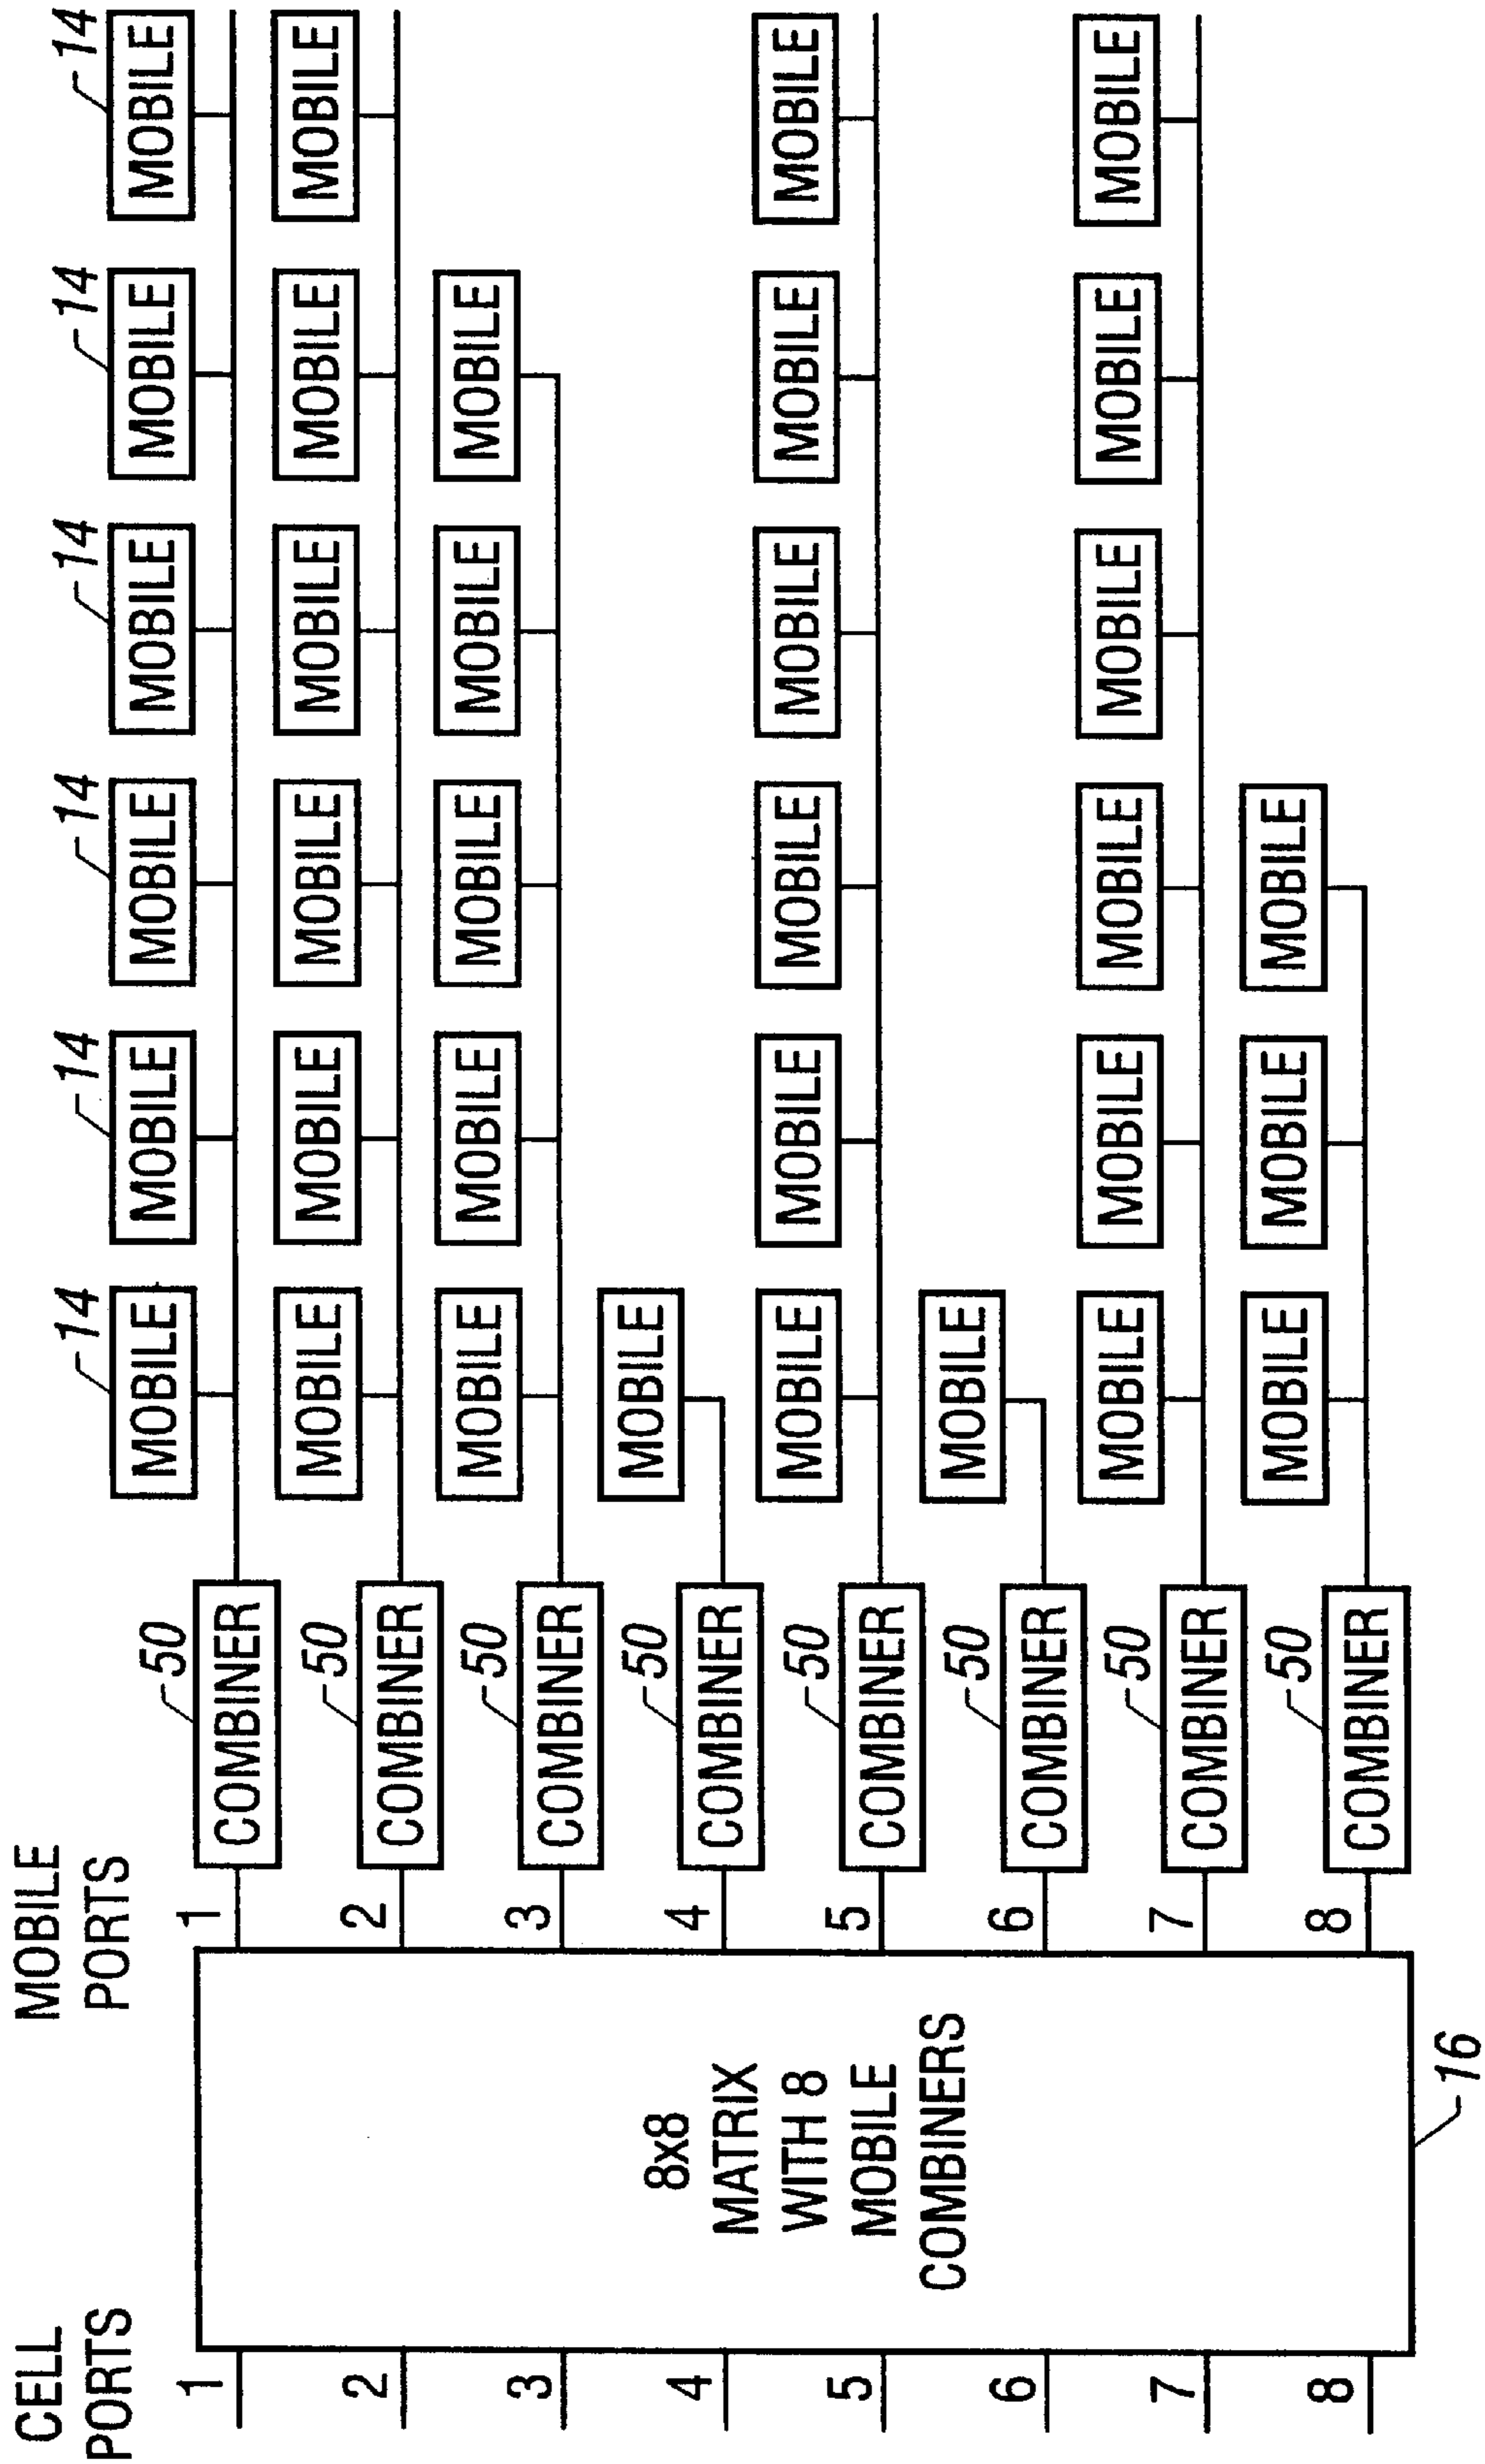 CELL PORTS
MOBILE PORTS
14 14 14 14 14 14
1 1 50 COMBINER MOBILE MOBILE MOBILE MOBILE MOBILE MOBILE
2 2 50 COMBINER MOBILE MOBILE MOBILE MOBILE MOBILE MOBILE
3 3 50 COMBINER MOBILE MOBILE MOBILE MOBILE MOBILE
4 4 50 COMBINER MOBILE
5 5 50 COMBINER MOBILE MOBILE MOBILE MOBILE MOBILE MOBILE
6 6 50 COMBINER MOBILE
7 7 50 COMBINER MOBILE MOBILE MOBILE MOBILE MOBILE MOBILE
8 8 50 COMBINER MOBILE MOBILE MOBILE
8x8
MATRIX
WITH 8
MOBILE
COMBINERS
16